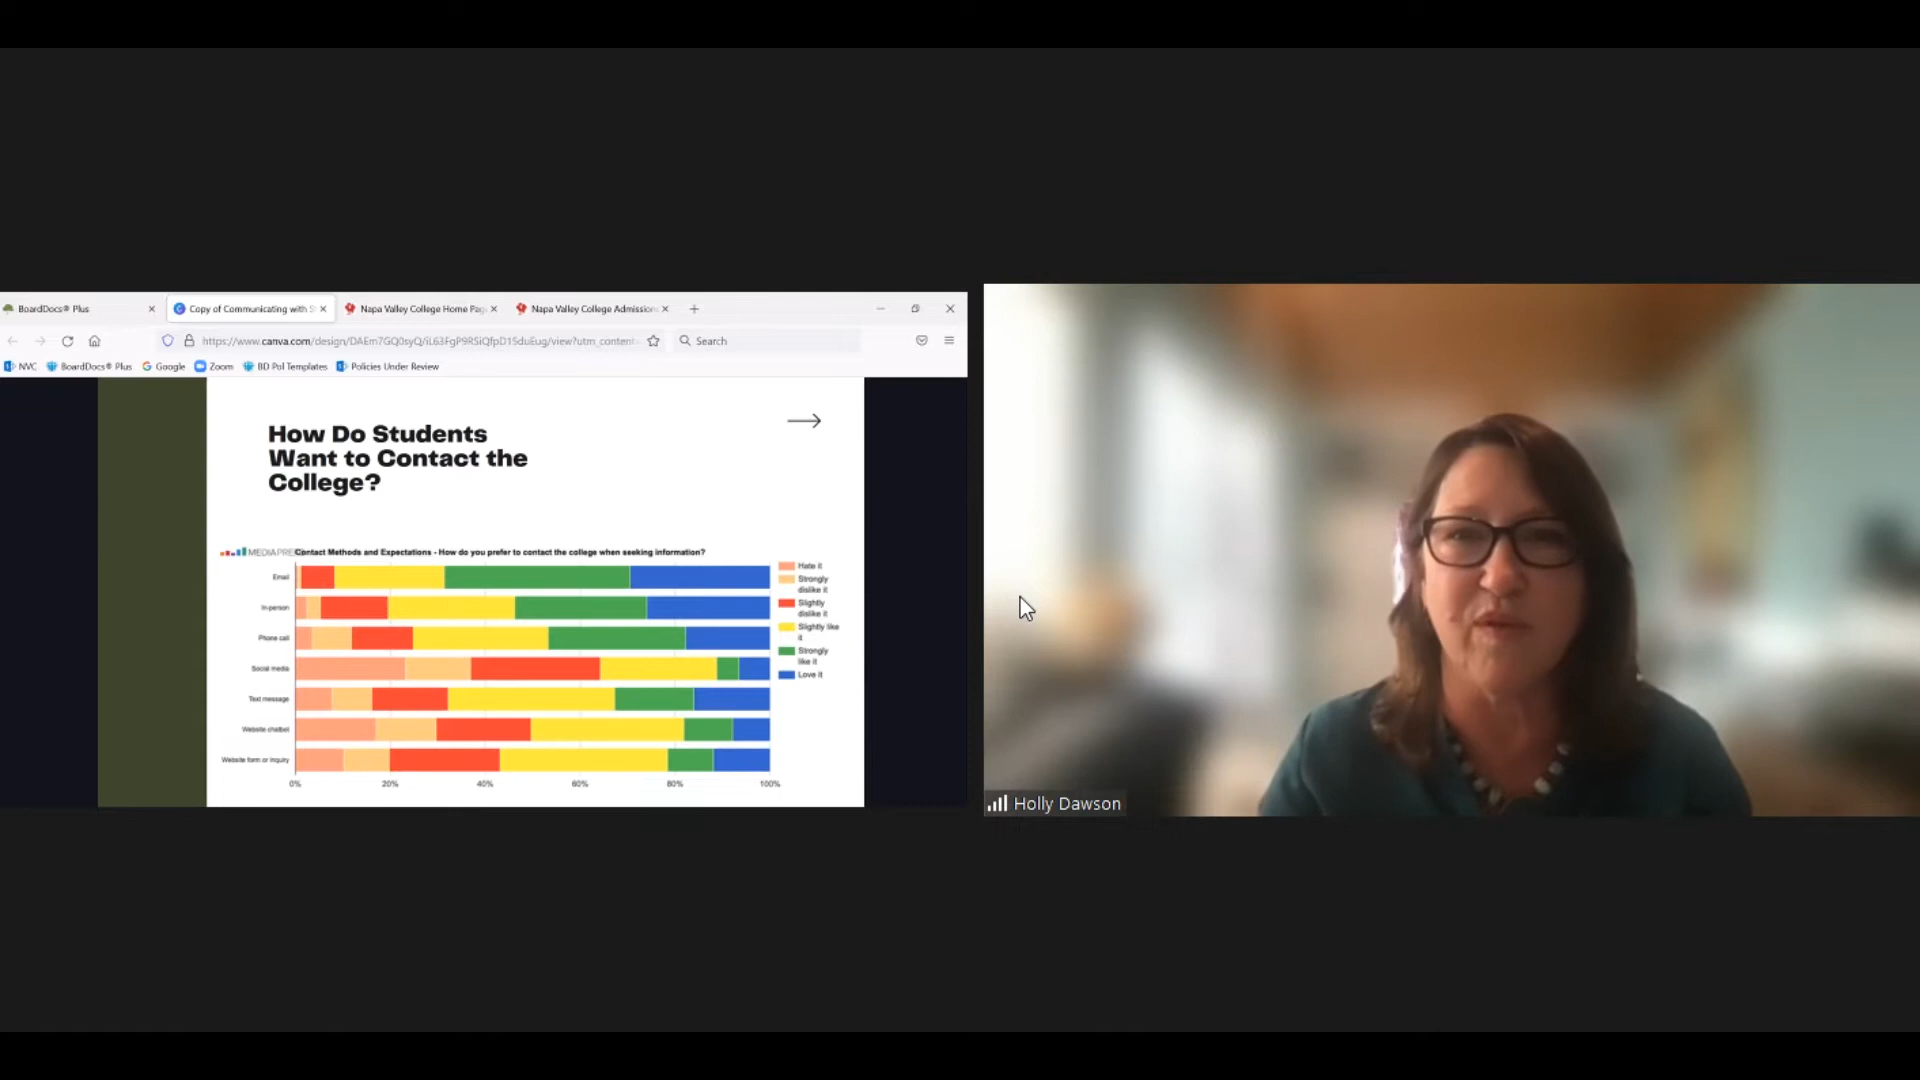 BoardDocs® Plus
Copy of Communicating with S
Napa Valley College Home Pag
Napa Valley College Admission
https://www.canva.com/design/DAEm7GQ0syQ/iL63FgP9RSiQfpD15duEug/view?utm_content
Search
NVC
BoardDocs® Plus
Google
Zoom
BD Pol Templates
Policies Under Review
How Do Students
Want to Contact the
College?
MEDIAPRE
Contact Methods and Expectations - How do you prefer to contact the college when seeking information?
Email
In-person
Phone call
Social media
Text message
Website chatbot
Website form or inquiry
0%
20%
40%
60%
80%
100%
Hate it
Strongly
dislike it
Slightly
dislike it
Slightly like
it
Strongly
like it
Love it
Holly Dawson